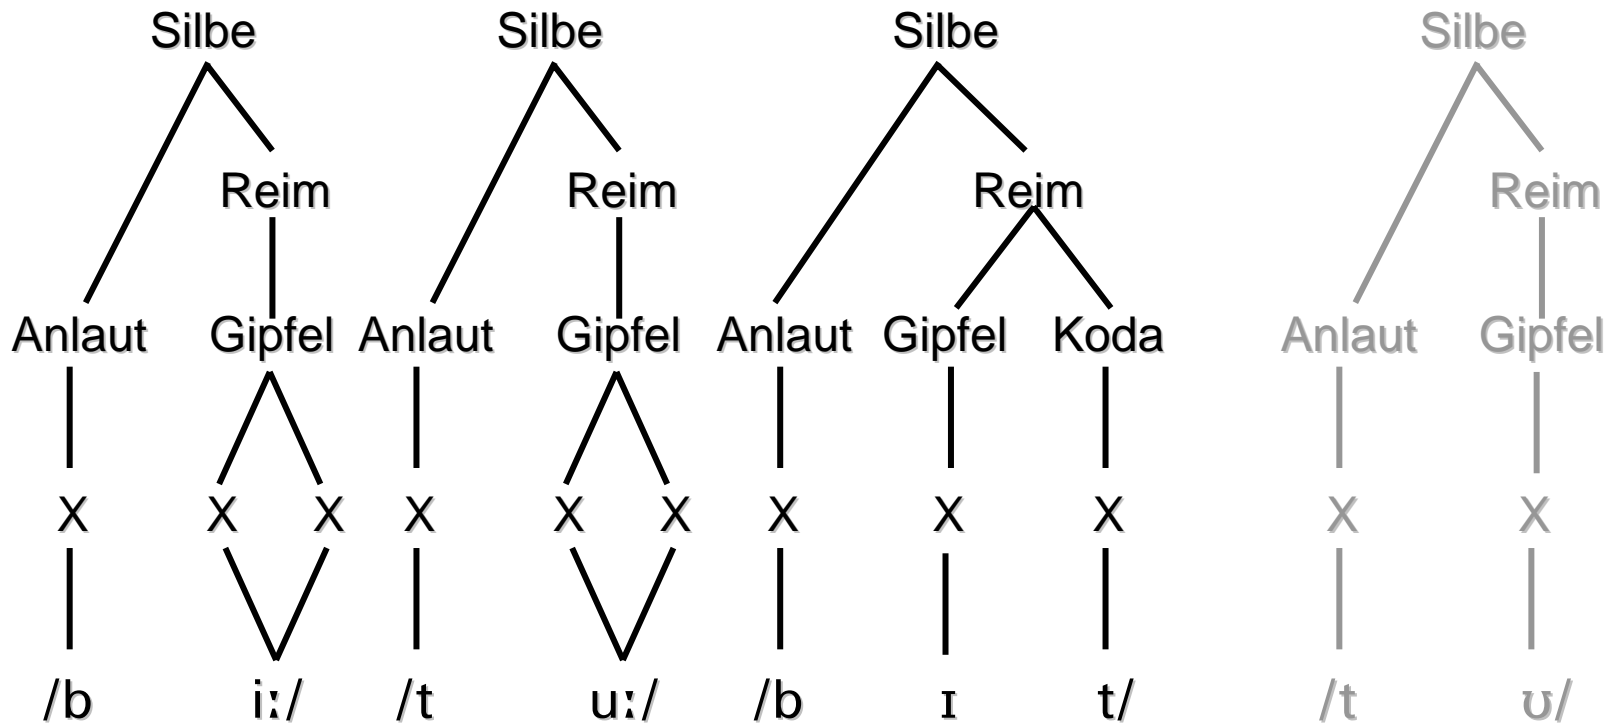 Silbe Silbe Silbe Silbe
Reim Reim Reim Reim
Anlaut Gipfel Anlaut Gipfel Anlaut Gipfel Koda Anlaut Gipfel
X X X X X X X X X X X X
/b iː/ /t uː/ /b ɪ t/ /t ʊ/